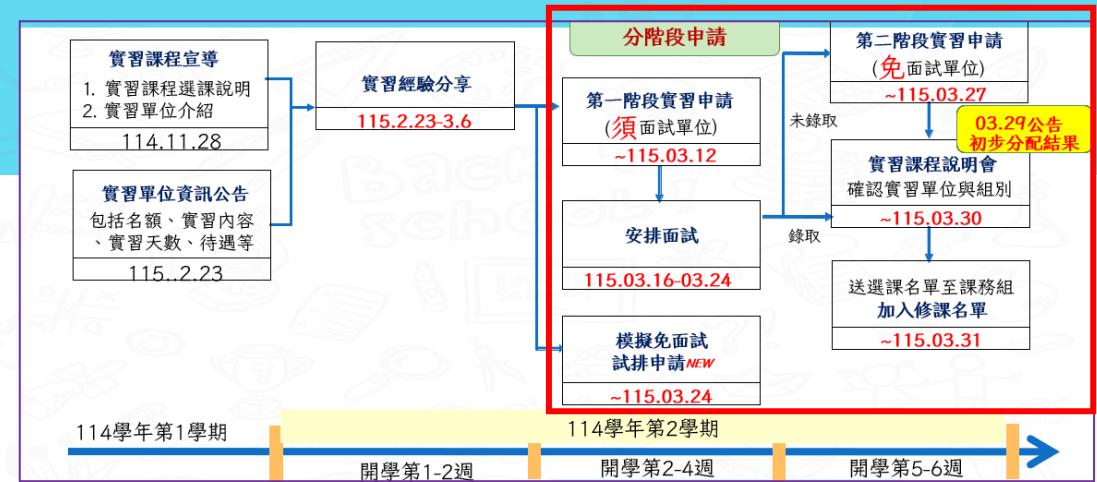 實習課程宣導
1. 實習課程選課說明
2. 實習單位介紹
114.11.28
實習單位資訊公告
包括名額、實習內容
、實習天數、待遇等
115..2.23
實習經驗分享
115.2.23-3.6
分階段申請
第一階段實習申請
(須面試單位)
~115.03.12
安排面試
115.03.16-03.24
模擬免面試
試排申請NEW
~115.03.24
未錄取
錄取
第二階段實習申請
(免面試單位)
~115.03.27
03.29公告
初步分配結果
實習課程說明會
確認實習單位與組別
~115.03.30
送選課名單至課務組
加入修課名單
~115.03.31
114學年第1學期
114學年第2學期
開學第1-2週
開學第2-4週
開學第5-6週